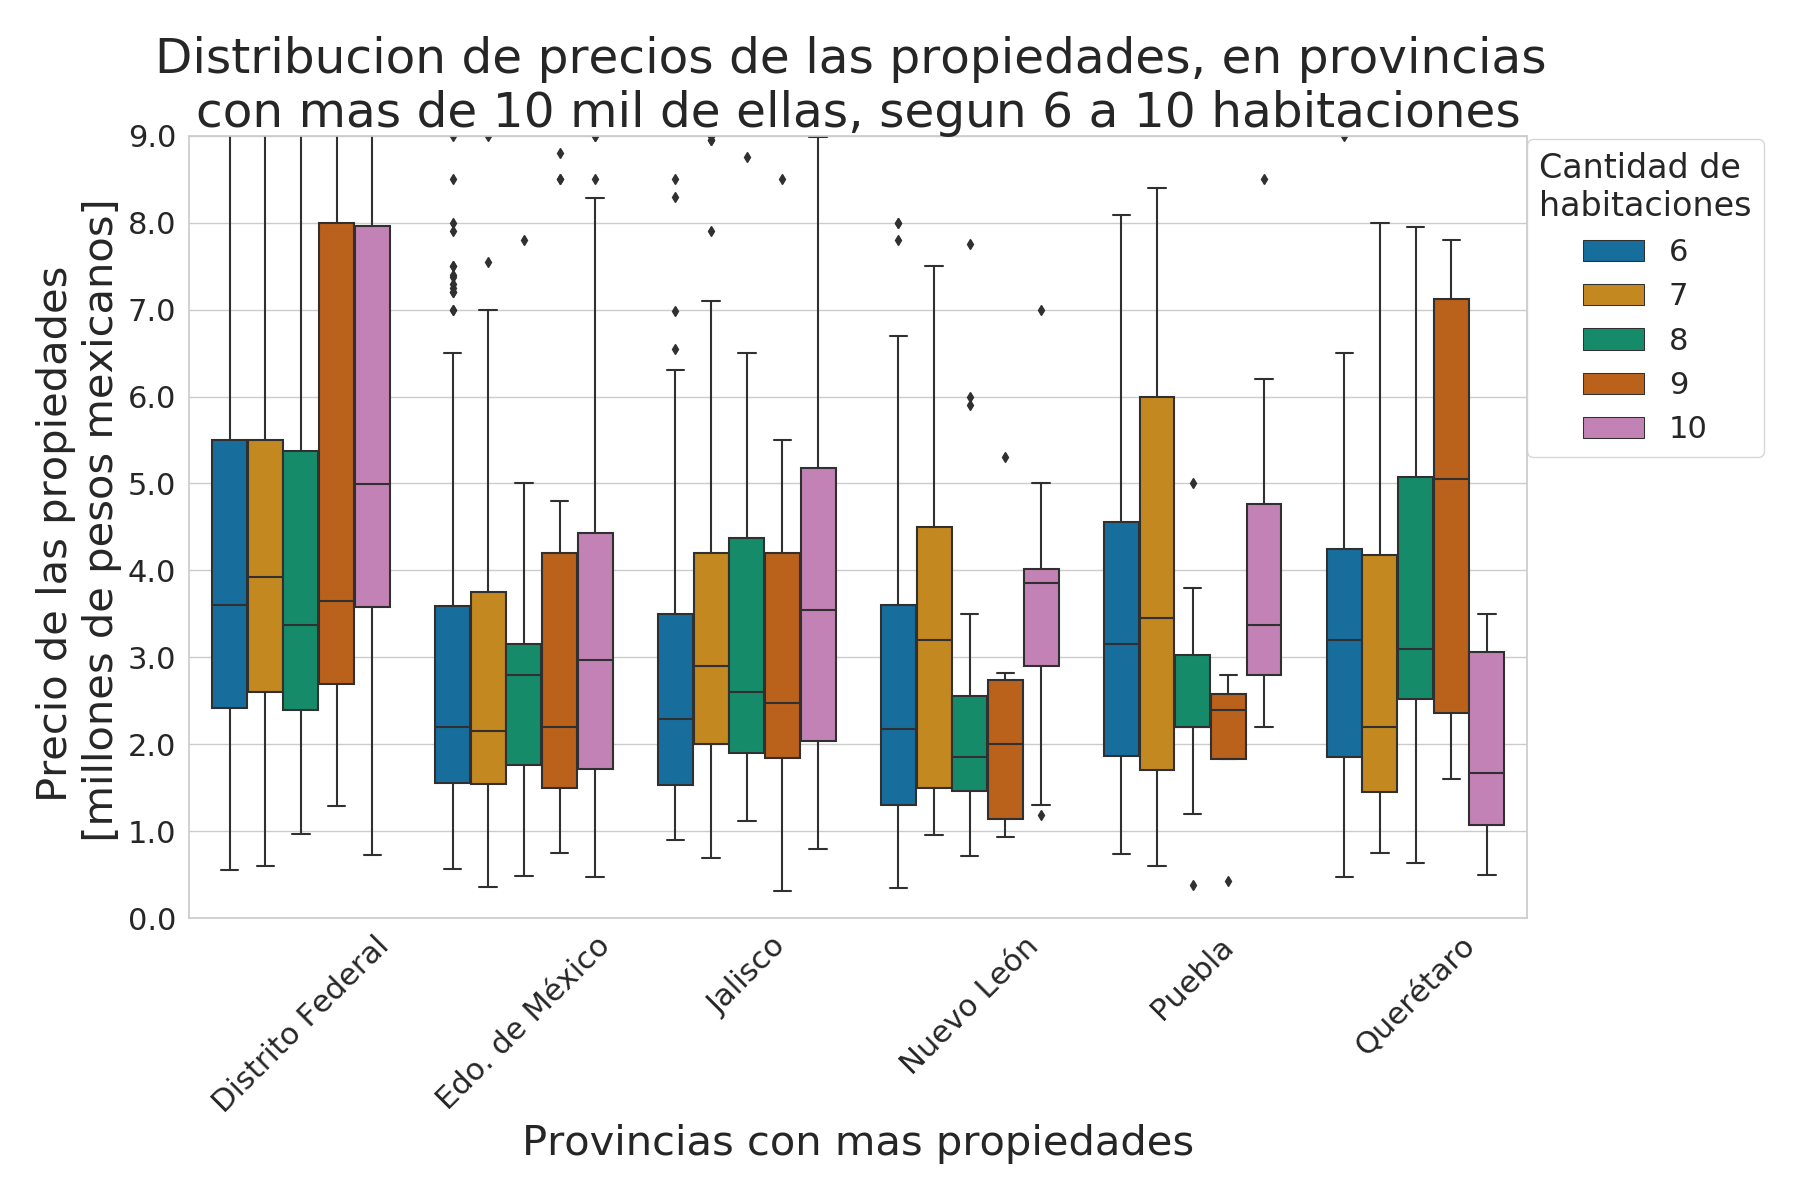 Distribucion de precios de las propiedades, en provincias
con mas de 10 mil de ellas, segun 6 a 10 habitaciones
Precio de las propiedades
[millones de pesos mexicanos]
9.0
8.0
7.0
6.0
5.0
4.0
3.0
2.0
1.0
0.0
Cantidad de
habitaciones
6
7
8
9
10
Distrito Federal
Edo. de México
Jalisco
Nuevo León
Puebla
Querétaro
Provincias con mas propiedades